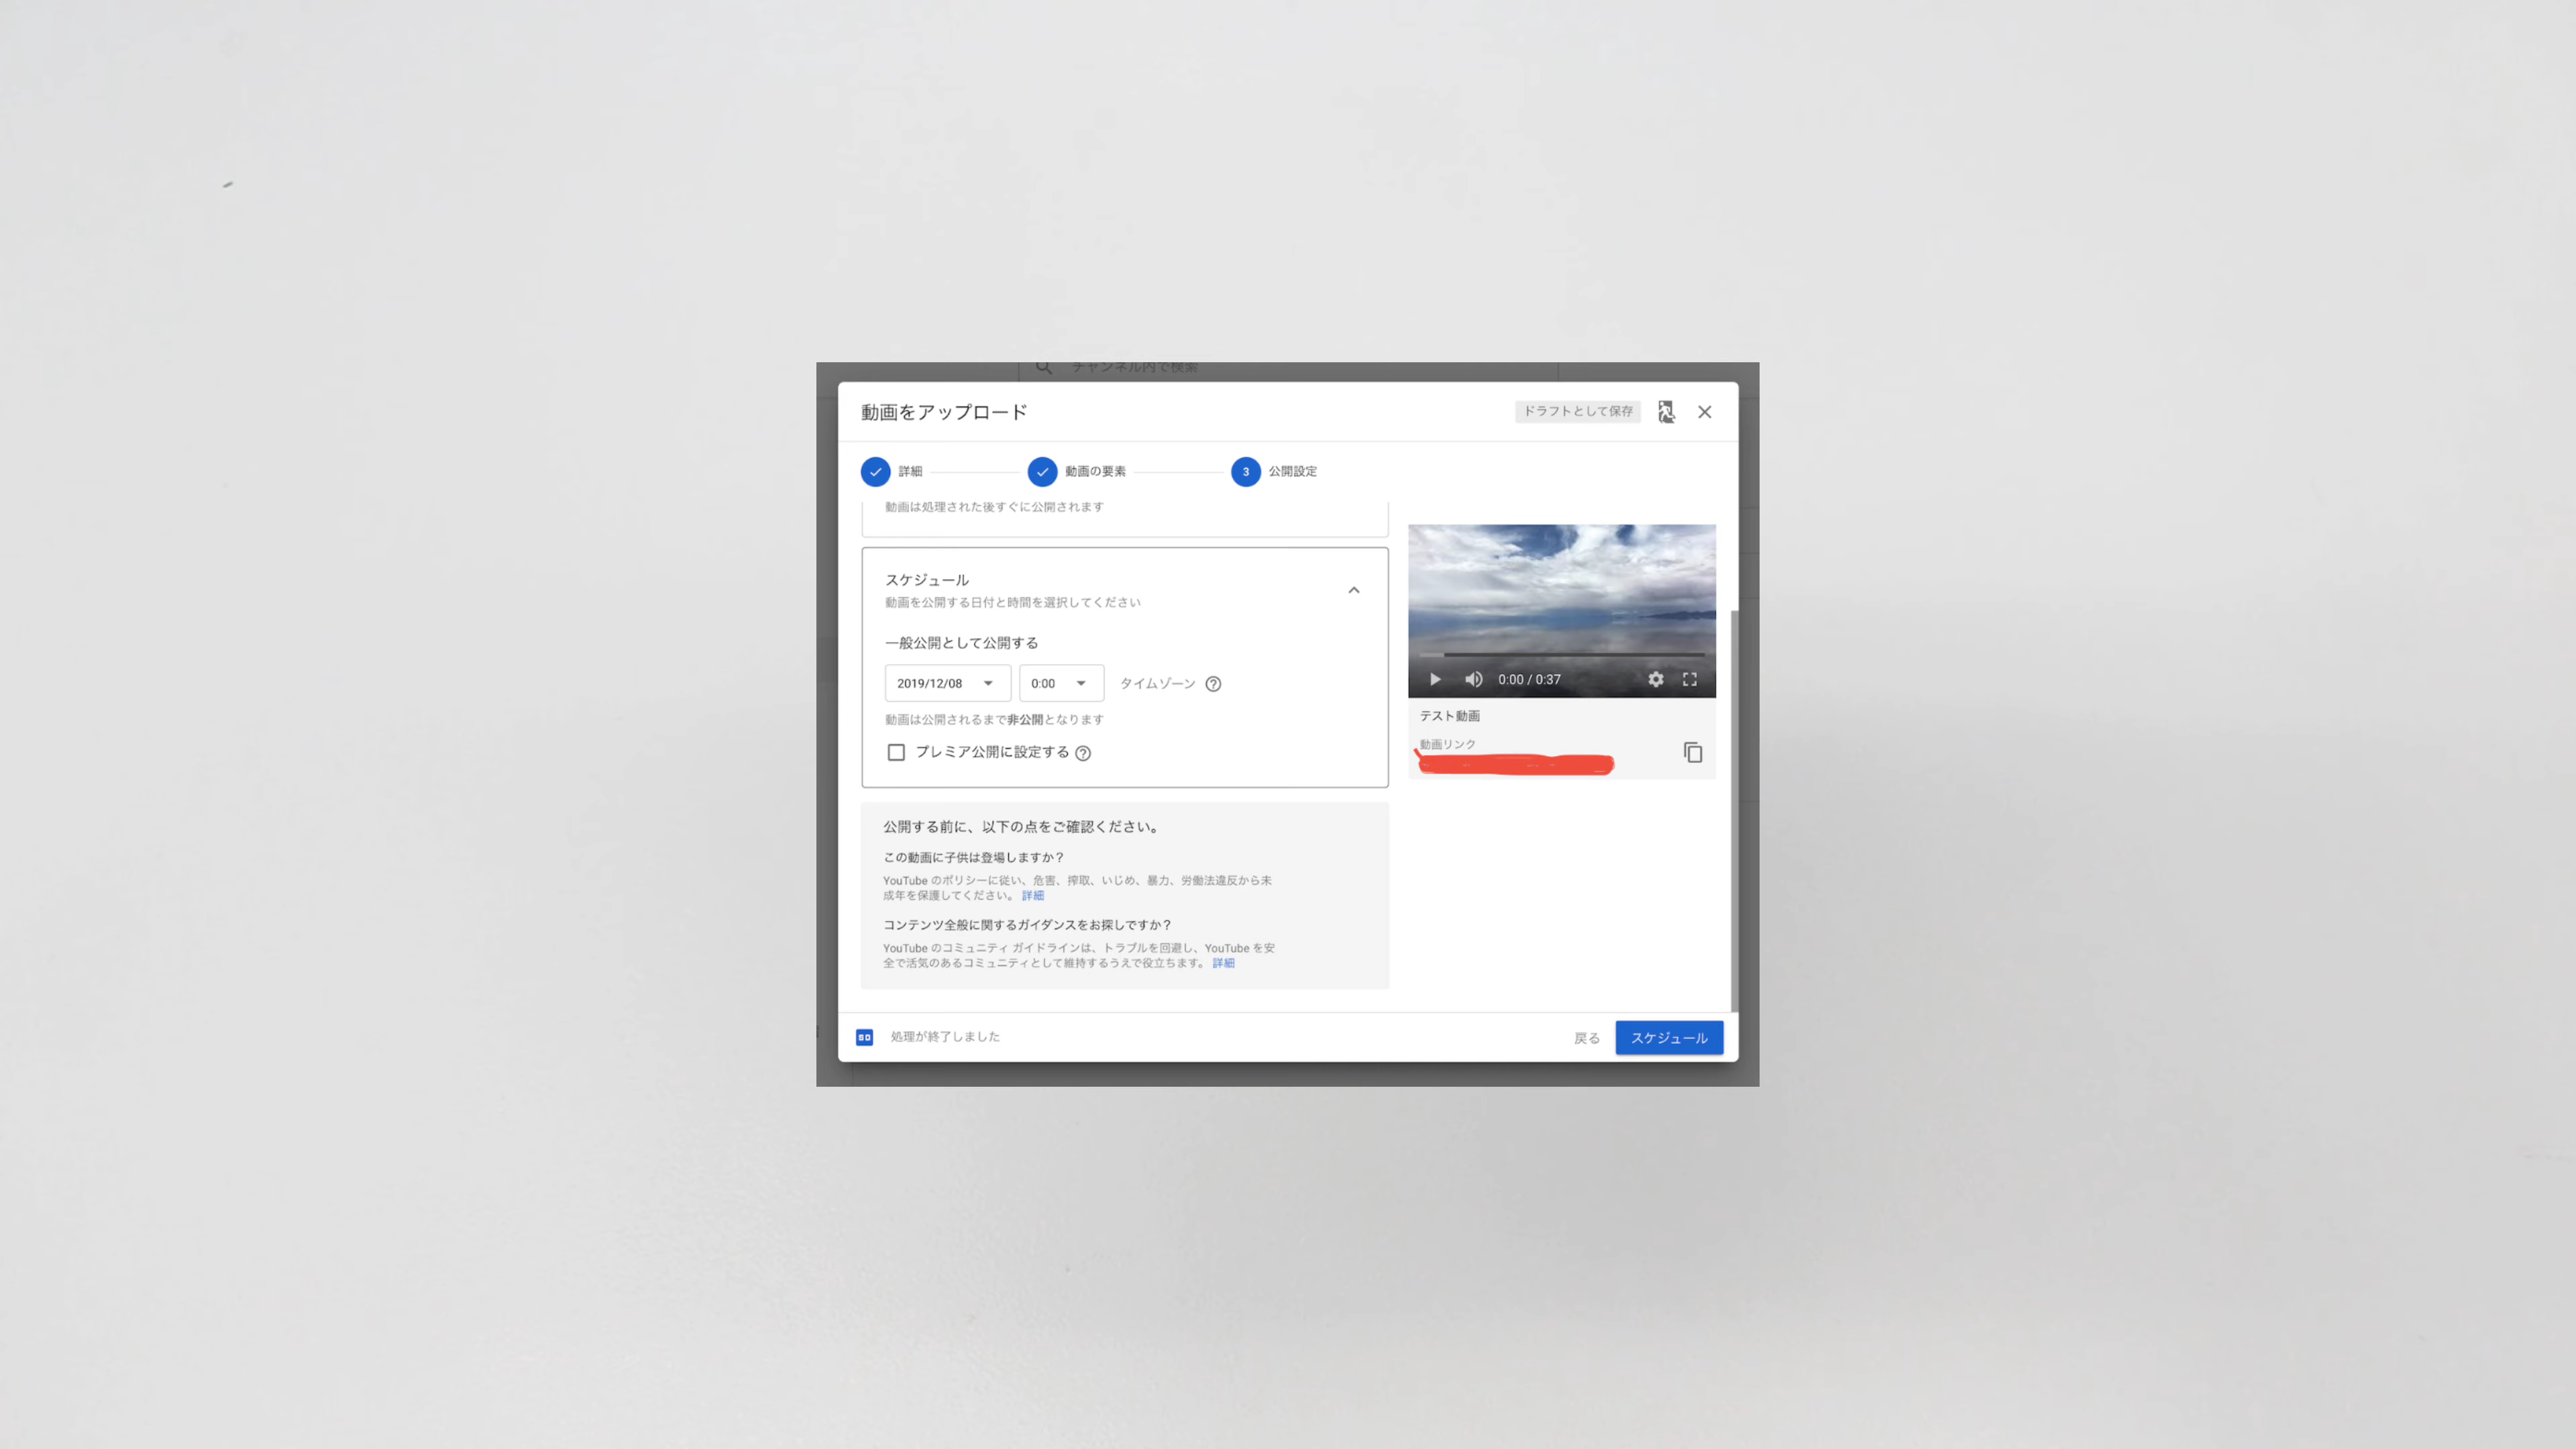 チャンネル内で検索
動画をアップロード
ドラフトとして保存
詳細
動画の要素
3 公開設定
動画は処理された後すぐに公開されます
スケジュール
動画を公開する日付と時間を選択してください
一般公開として公開する
2019/12/08
0:00
タイムゾーン
動画は公開されるまで非公開となります
プレミア公開に設定する
0:00 / 0:37
テスト動画
動画リンク
公開する前に、以下の点をご確認ください。
この動画に子供は登場しますか？
YouTube のポリシーに従い、危害、搾取、いじめ、暴力、労働法違反から未
成年を保護してください。 詳細
コンテンツ全般に関するガイダンスをお探しですか？
YouTube のコミュニティ ガイドラインは、トラブルを回避し、YouTube を安
全で活気のあるコミュニティとして維持するうえで役立ちます。 詳細
SD 処理が終了しました
戻る
スケジュール